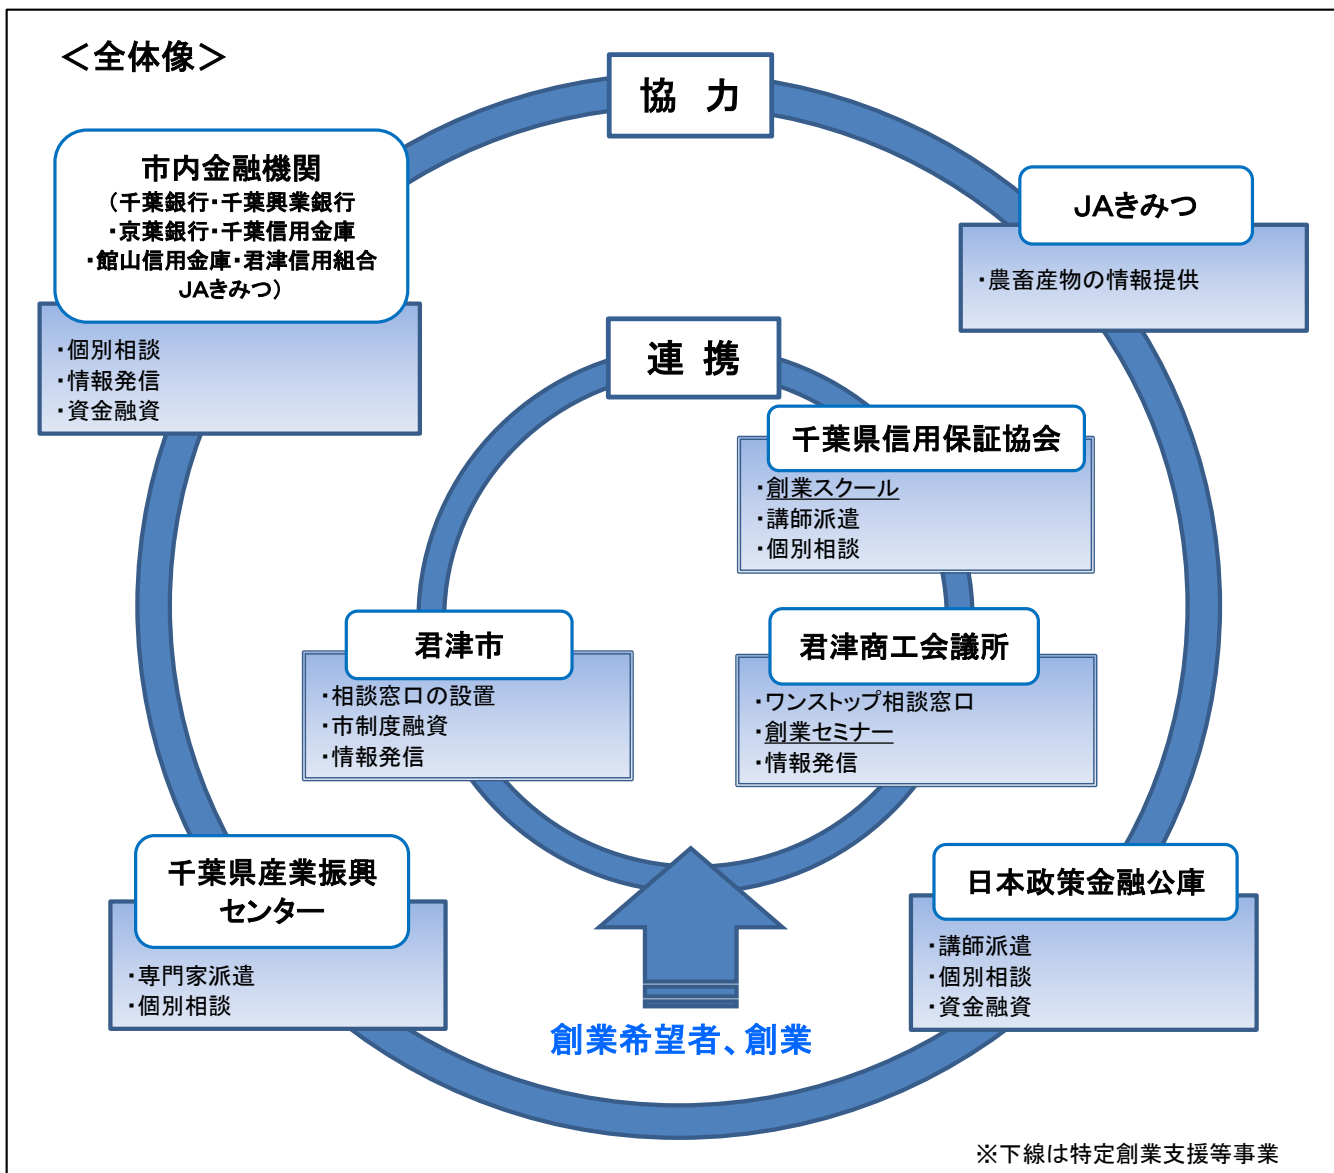 ＜全体像＞
協 力
市内金融機関
（千葉銀行・千葉興業銀行
・京葉銀行・千葉信用金庫
・館山信用金庫・君津信用組合
JAきみつ）
・個別相談
・情報発信
・資金融資
JAきみつ
・農畜産物の情報提供
連 携
千葉県信用保証協会
・創業スクール
・講師派遣
・個別相談
君津市
・相談窓口の設置
・市制度融資
・情報発信
君津商工会議所
・ワンストップ相談窓口
・創業セミナー
・情報発信
千葉県産業振興
センター
・専門家派遣
・個別相談
日本政策金融公庫
・講師派遣
・個別相談
・資金融資
創業希望者、創業
※下線は特定創業支援等事業